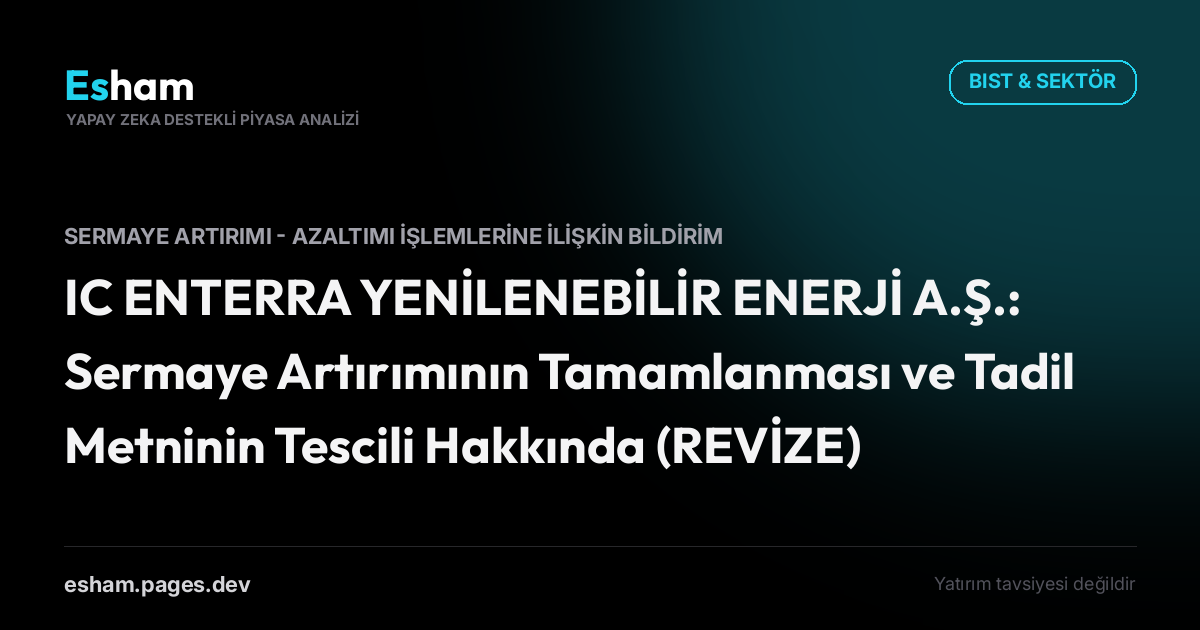 Esham
YAPAY ZEKA DESTEKLİ PİYASA ANALİZİ
BIST & SEKTÖR
SERMAYE ARTIRIMI - AZALTIMI İŞLEMLERİNE İLİŞKİN BİLDİRİM
IC ENTERRA YENİLENEBİLİR ENERJİ A.Ş.:
Sermaye Artırımının Tamamlanması ve Tadil
Metninin Tescili Hakkında (REVİZE)
esham.pages.dev
Yatırım tavsiyesi değildir